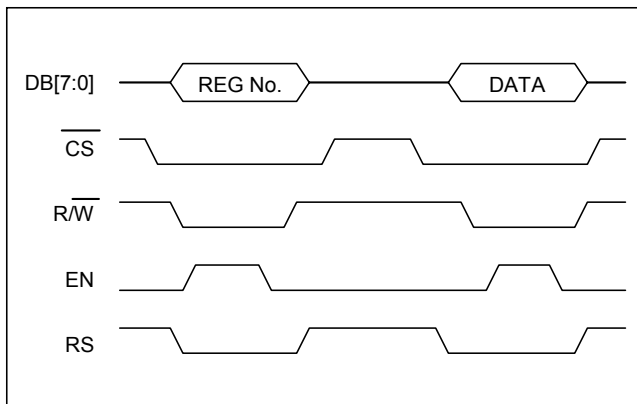 DB[7:0] REG No. DATA
CS
R/W
EN
RS